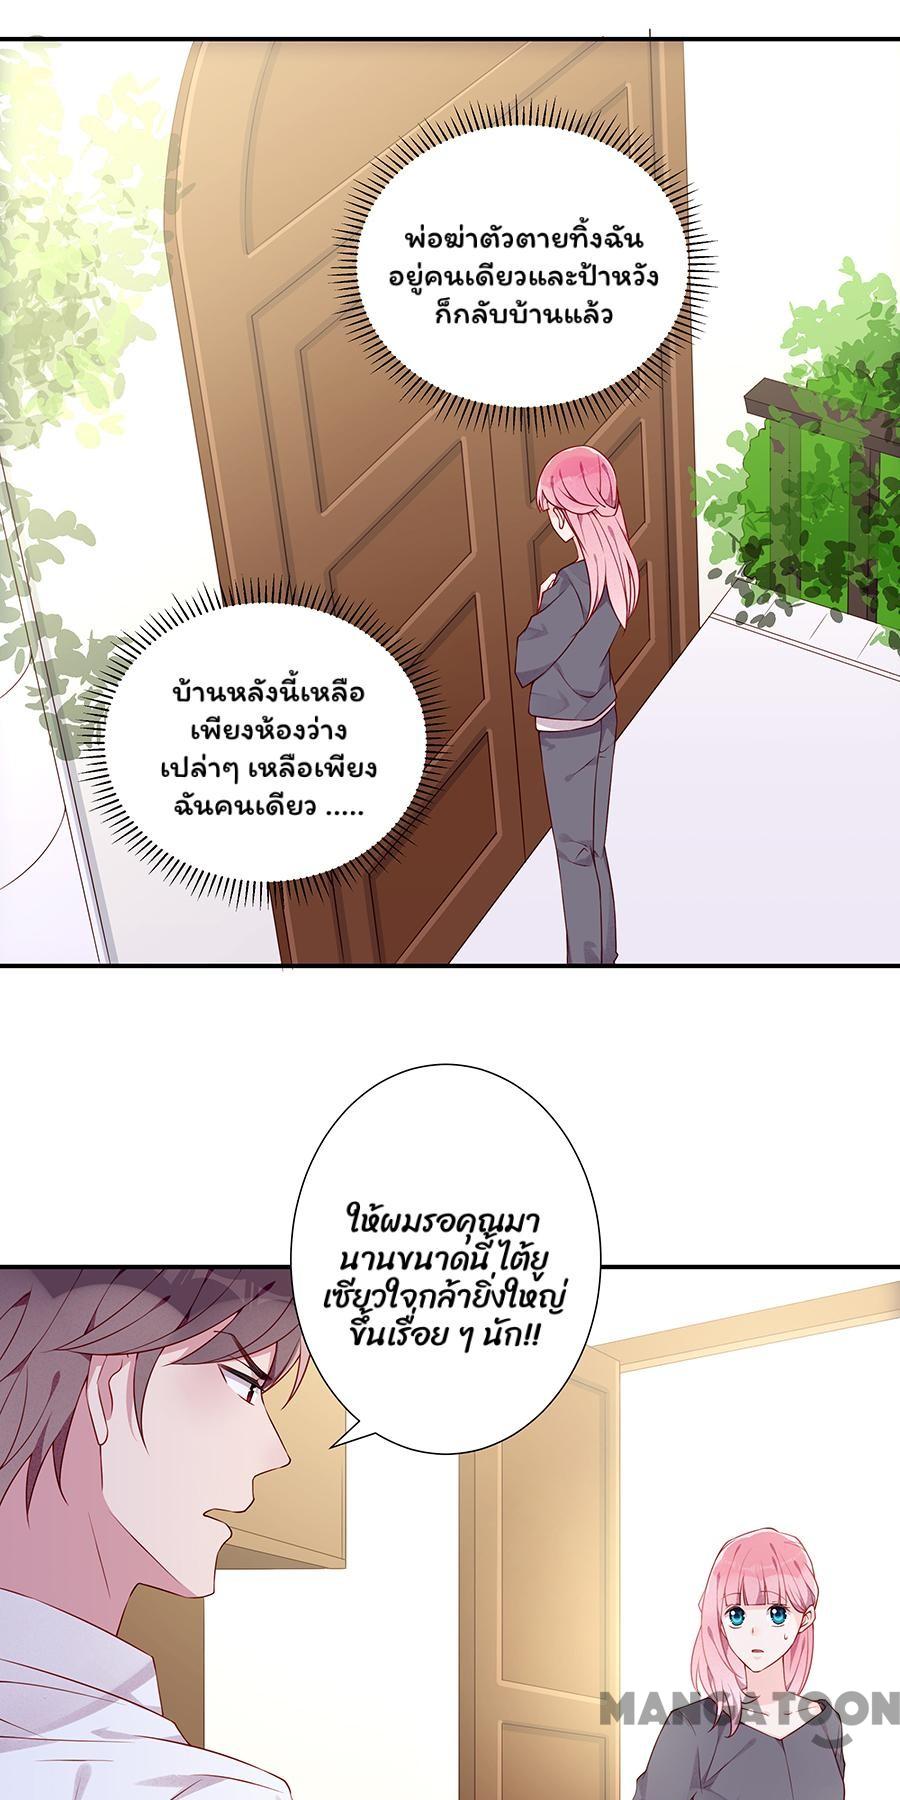 พ่อฆ่าตัวตายทิ้งฉัน
อยู่คนเดียวและป้าหวัง
ก็กลับบ้านแล้ว
บ้านหลังนี้เหลือ
เพียงห้องว่าง
เปล่าๆ เหลือเพียง
ฉันคนเดียว .....
ให้ผมรอคุณมา
นานขนาดนี้ ไต้ยู
เซียวใจกล้ายิ่งใหญ่
ขึ้นเรื่อย ๆ นัก!!
MANGATOON